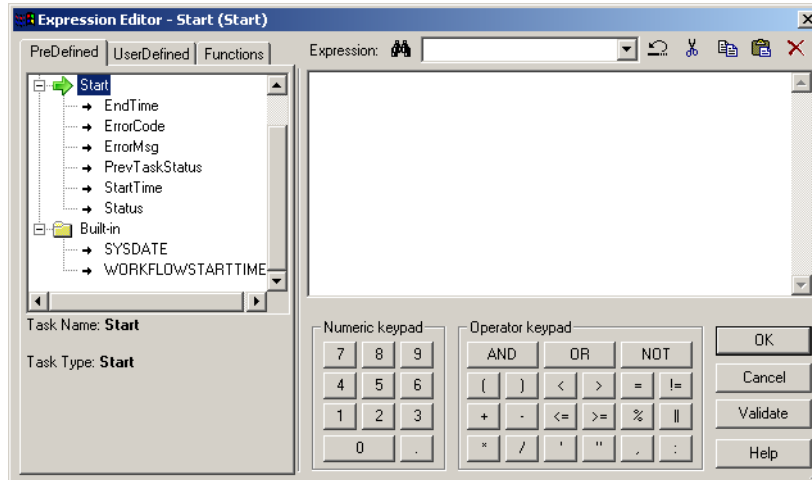 Expression Editor - Start (Start)
PreDefined UserDefined Functions
Expression:
Start
EndTime
ErrorCode
ErrorMsg
PrevTaskStatus
StartTime
Status
Built-in
SYSDATE
WORKFLOWSTARTTIME
Task Name: Start
Task Type: Start
Numeric keypad
7 8 9
4 5 6
1 2 3
0 .
Operator keypad
AND OR NOT
( ) < > = !=
+ - <= >= % ||
* / ' " , :
OK
Cancel
Validate
Help